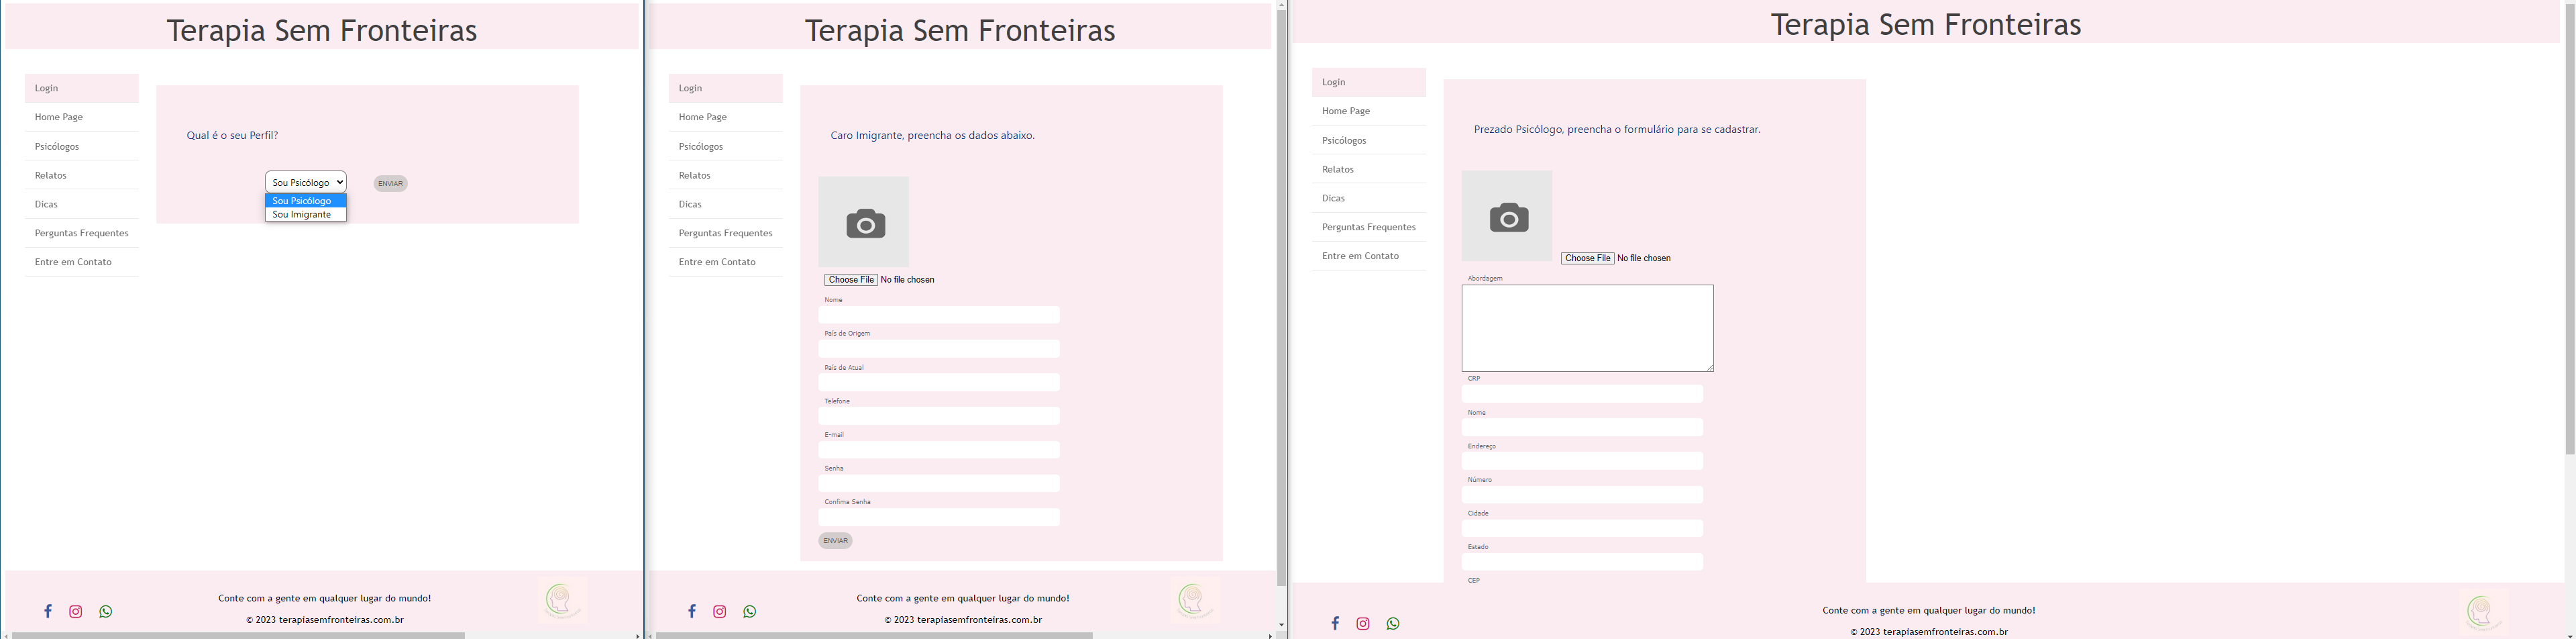 Terapia Sem Fronteiras
Login
Home Page
Psicólogos
Relatos
Dicas
Perguntas Frequentes
Entre em Contato
Qual é o seu Perfil?
Sou Psicólogo
ENVIAR
Sou Psicólogo
Sou Imigrante
Conte com a gente em qualquer lugar do mundo!
© 2023 terapiasemfronteiras.com.br
Terapia Sem Fronteiras
Login
Home Page
Psicólogos
Relatos
Dicas
Perguntas Frequentes
Entre em Contato
Caro Imigrante, preencha os dados abaixo.
Choose File No file chosen
Nome
País de Origem
País de Atual
Telefone
E-mail
Senha
Confima Senha
ENVIAR
Conte com a gente em qualquer lugar do mundo!
© 2023 terapiasemfronteiras.com.br
Terapia Sem Fronteiras
Login
Home Page
Psicólogos
Relatos
Dicas
Perguntas Frequentes
Entre em Contato
Prezado Psicólogo, preencha o formulário para se cadastrar.
Choose File No file chosen
Abordagem
CRP
Nome
Endereço
Número
Cidade
Estado
CEP
Conte com a gente em qualquer lugar do mundo!
© 2023 terapiasemfronteiras.com.br